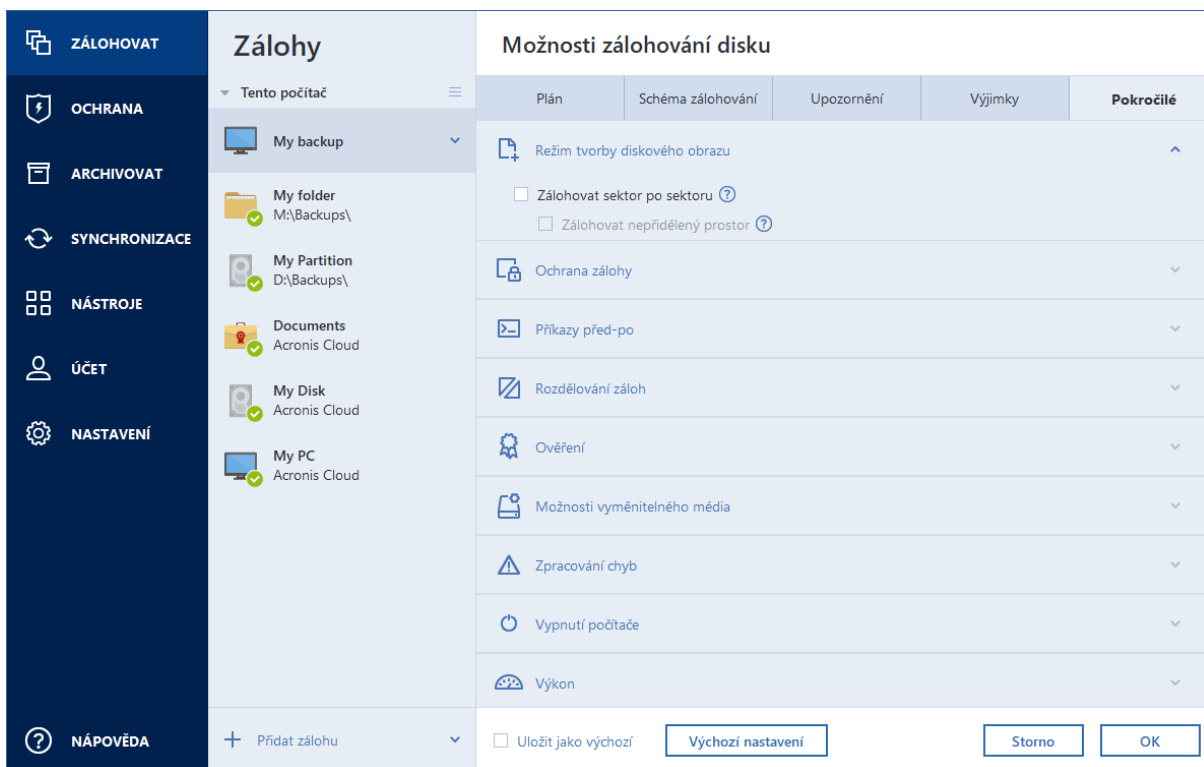 ZÁLOHOVAT
OCHRANA
ARCHIVOVAT
SYNCHRONIZACE
NÁSTROJE
ÚČET
NASTAVENÍ
NÁPOVĚDA
Zálohy
Tento počítač
My backup
My folder
M:\Backups\
My Partition
D:\Backups\
Documents
Acronis Cloud
My Disk
Acronis Cloud
My PC
Acronis Cloud
Přidat zálohu
Možnosti zálohování disku
Plán
Schéma zálohování
Upozornění
Výjimky
Pokročilé
Režim tvorby diskového obrazu
Zálohovat sektor po sektoru ?
Zálohovat nepřidělený prostor ?
Ochrana zálohy
Příkazy před-po
Rozdělování záloh
Ověření
Možnosti vyměnitelného média
Zpracování chyb
Vypnutí počítače
Výkon
Uložit jako výchozí
Výchozí nastavení
Storno
OK